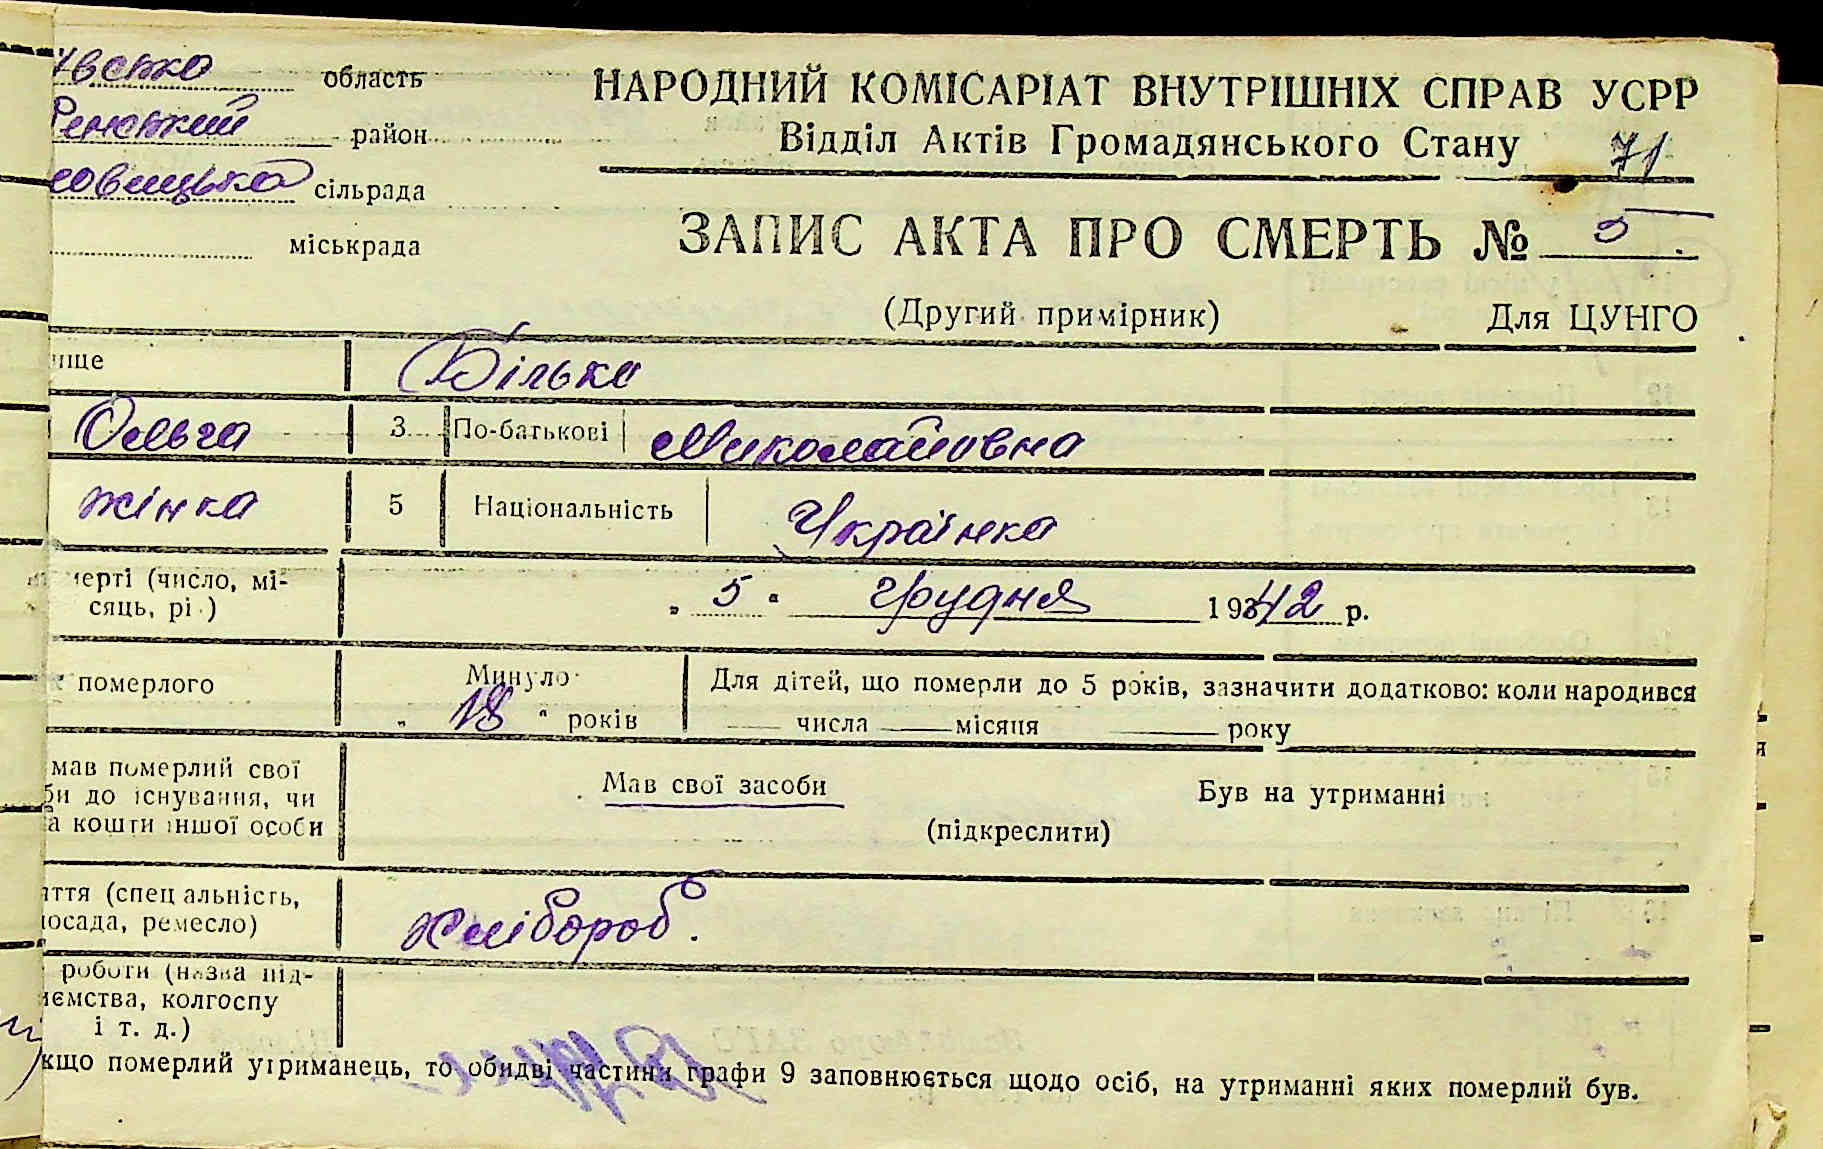 область
НАРОДНИЙ КОМІСАРІАТ ВНУТРІШНІХ СПРАВ УСРР
район
Відділ Актів Громадянського Стану 71
сільрада
ЗАПИС АКТА ПРО СМЕРТЬ № 5
міськрада
(Другий примірник) Для ЦУНГО
ище Білько
Ольга 3 По-батькові Миколаївна
жінка 5 Національність Українка
мерті (число, мі-
сяць, рі.)
„ 5 " грудня 1942 р.
померлого
Минуло
„ 18 " років
Для дітей, що померли до 5 років, зазначити додатково: коли народився
числа місяця року
мав померлий свої
би до існування, чи
а кошти іншої особи
Мав свої засоби Був на утриманні
(підкреслити)
ття (спец альність,
посада, ремесло)
Хлібороб.
роботи (назва під-
иємства, колгоспу
і т. д.)
кщо померлий утриманець, то обидві частини графи 9 заповнюється щодо осіб, на утриманні яких померлий був.